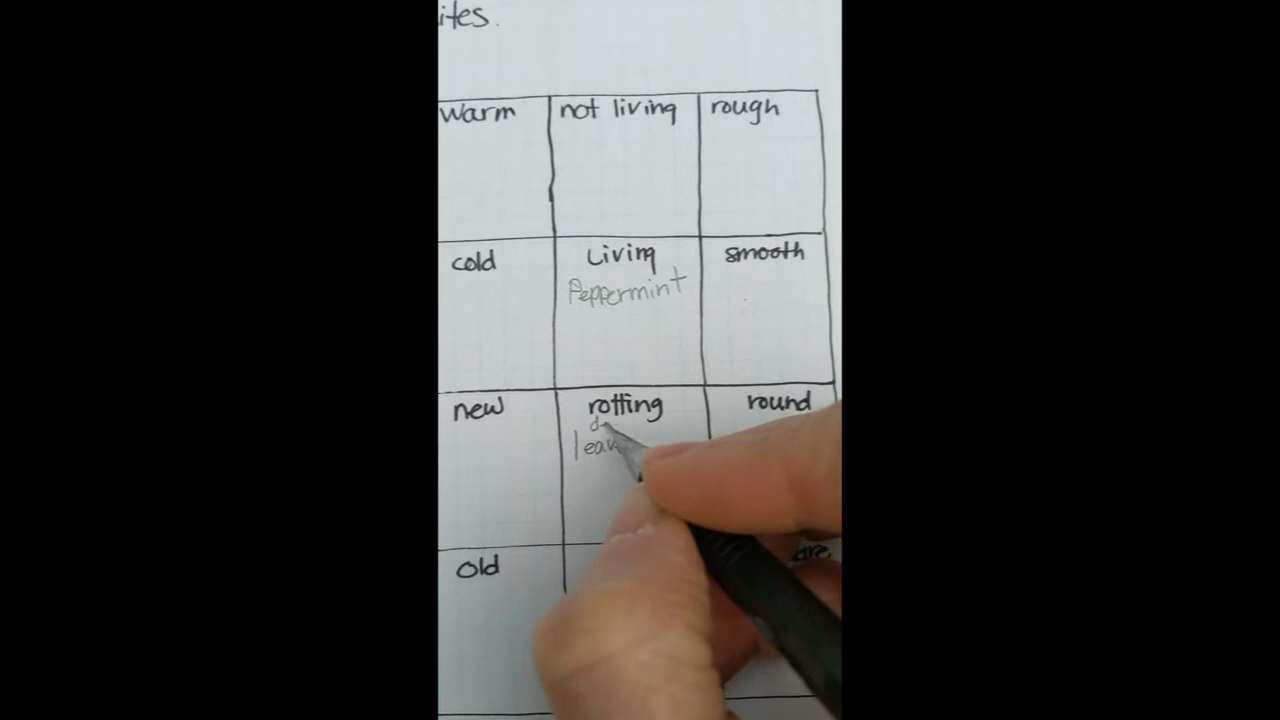 ites.
warm not living rough
cold Living smooth
Peppermint
new rotting round
old